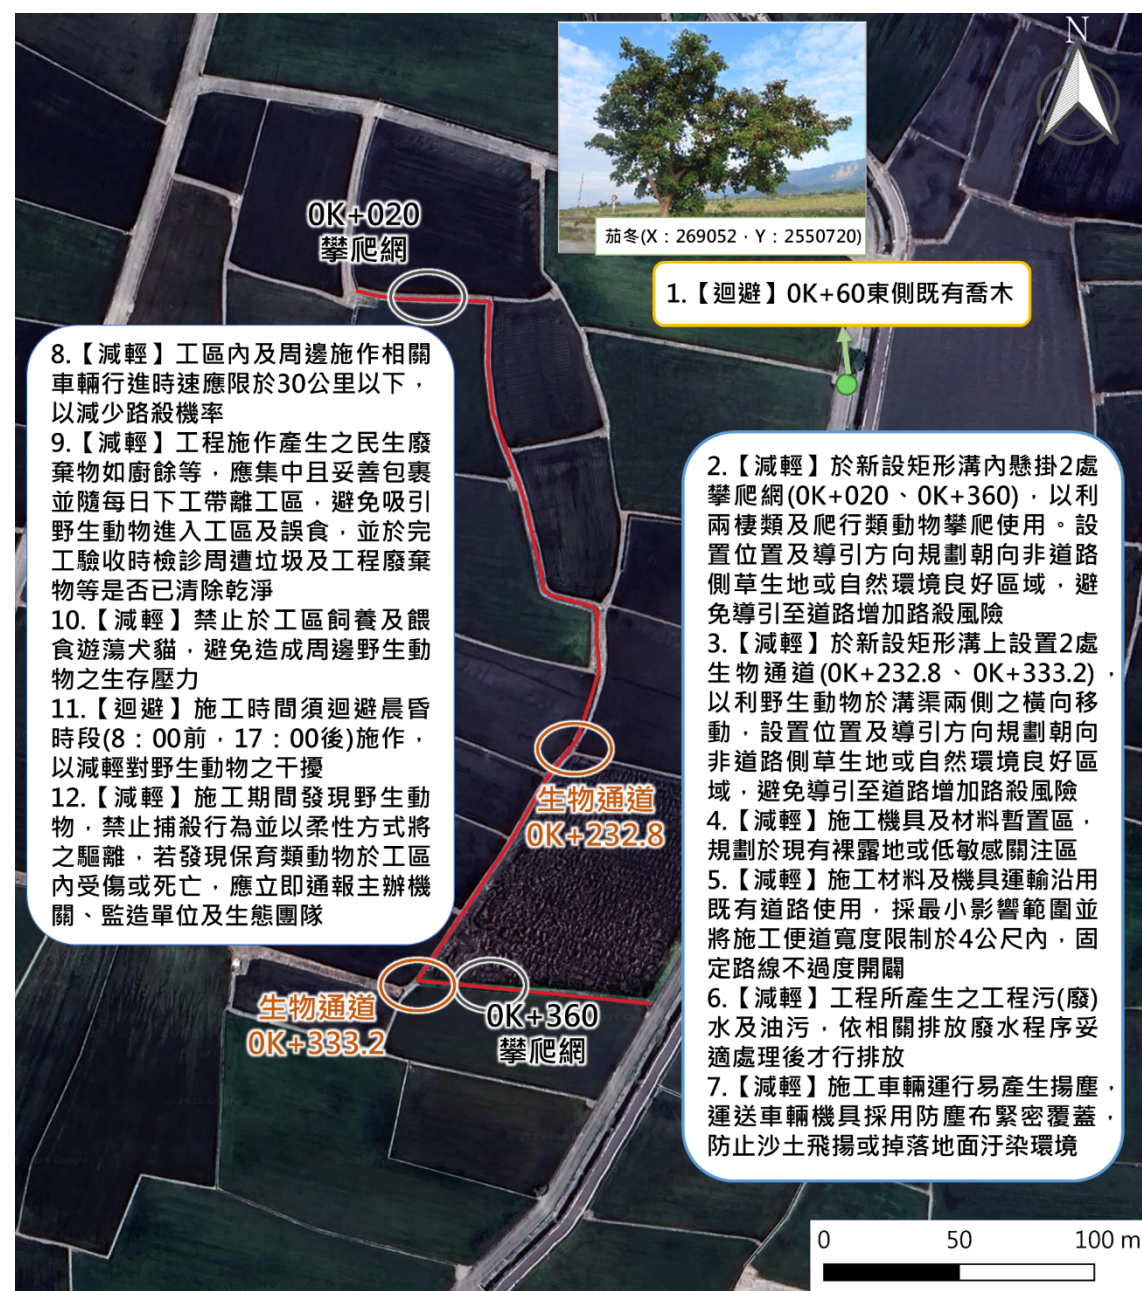 N
茄冬(X：269052，Y：2550720)
0K+020
攀爬網
1.【迴避】0K+60東側既有喬木
8.【減輕】工區內及周邊施作相關
車輛行進時速應限於30公里以下，
以減少路殺機率
9.【減輕】工程施作產生之民生廢
棄物如廚餘等，應集中且妥善包裹
並隨每日下工帶離工區，避免吸引
野生動物進入工區及誤食，並於完
工驗收時檢診周遭垃圾及工程廢棄
物等是否已清除乾淨
10.【減輕】禁止於工區飼養及餵
食遊蕩犬貓，避免造成周邊野生動
物之生存壓力
11.【迴避】施工時間須迴避晨昏
時段(8：00前，17：00後)施作，
以減輕對野生動物之干擾
12.【減輕】施工期間發現野生動
物，禁止捕殺行為並以柔性方式將
之驅離，若發現保育類動物於工區
內受傷或死亡，應立即通報主辦機
關、監造單位及生態團隊
2.【減輕】於新設矩形溝內懸掛2處
攀爬網(0K+020、0K+360)，以利
兩棲類及爬行類動物攀爬使用。設
置位置及導引方向規劃朝向非道路
側草生地或自然環境良好區域，避
免導引至道路增加路殺風險
3.【減輕】於新設矩形溝上設置2處
生物通道(0K+232.8、0K+333.2)，
以利野生動物於溝渠兩側之橫向移
動，設置位置及導引方向規劃朝向
非道路側草生地或自然環境良好區
域，避免導引至道路增加路殺風險
4.【減輕】施工機具及材料暫置區，
規劃於現有裸露地或低敏感關注區
5.【減輕】施工材料及機具運輸沿用
既有道路使用，採最小影響範圍並
將施工便道寬度限制於4公尺內，固
定路線不過度開闢
6.【減輕】工程所產生之工程污(廢)
水及油污，依相關排放廢水程序妥
適處理後才行排放
7.【減輕】施工車輛運行易產生揚塵，
運送車輛機具採用防塵布緊密覆蓋，
防止沙土飛揚或掉落地面汙染環境
生物通道
0K+232.8
生物通道
0K+333.2
0K+360
攀爬網
0 50 100 m